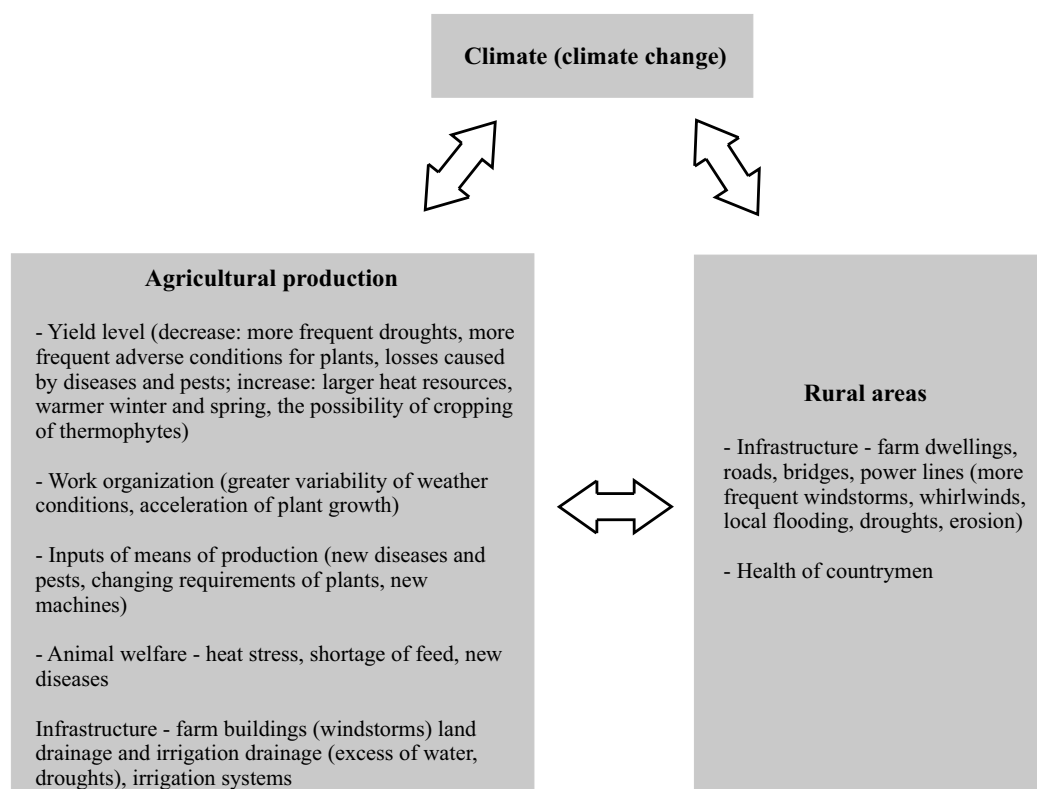 Climate (climate change)
Agricultural production
- Yield level (decrease: more frequent droughts, more
frequent adverse conditions for plants, losses caused
by diseases and pests; increase: larger heat resources,
warmer winter and spring, the possibility of cropping
of thermophytes)
- Work organization (greater variability of weather
conditions, acceleration of plant growth)
- Inputs of means of production (new diseases and
pests, changing requirements of plants, new
machines)
- Animal welfare - heat stress, shortage of feed, new
diseases
Infrastructure - farm buildings (windstorms) land
drainage and irrigation drainage (excess of water,
droughts), irrigation systems
Rural areas
- Infrastructure - farm dwellings,
roads, bridges, power lines (more
frequent windstorms, whirlwinds,
local flooding, droughts, erosion)
- Health of countrymen